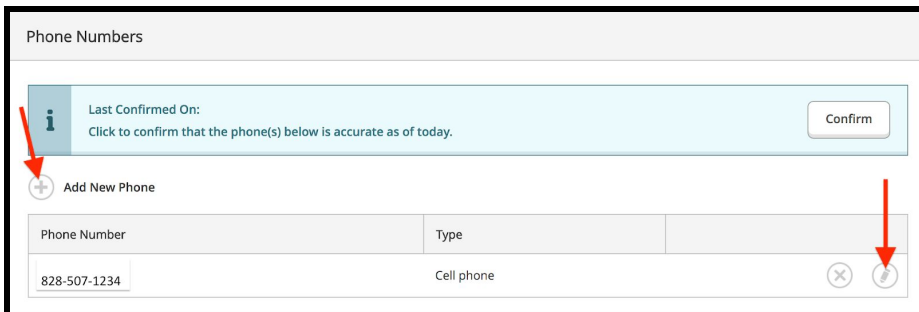 Phone Numbers
i
Last Confirmed On:
Click to confirm that the phone(s) below is accurate as of today.
Confirm
Add New Phone
Phone Number Type
828-507-1234 Cell phone